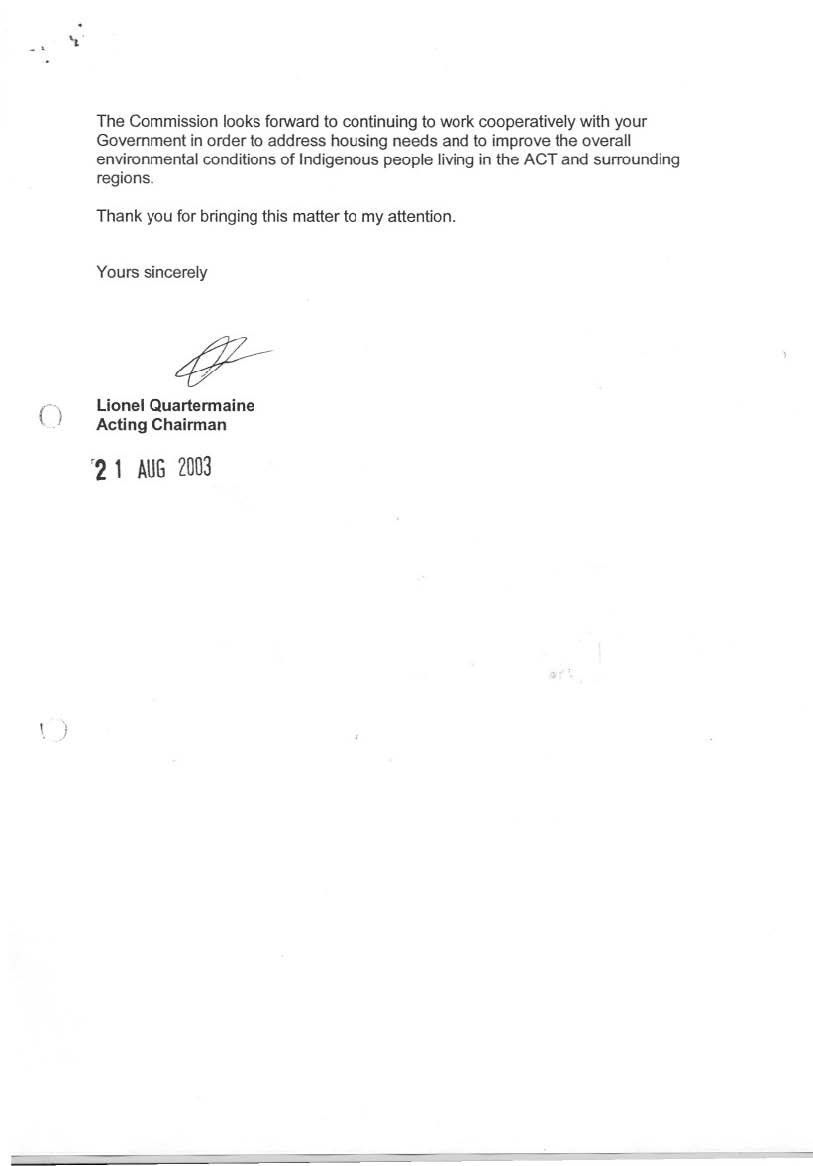 The Commission looks forward to continuing to work cooperatively with your
Government in order to address housing needs and to improve the overall
environmental conditions of Indigenous people living in the ACT and surrounding
regions.
Thank you for bringing this matter to my attention.
Yours sincerely
Lionel Quartermaine
Acting Chairman
21 AUG 2003